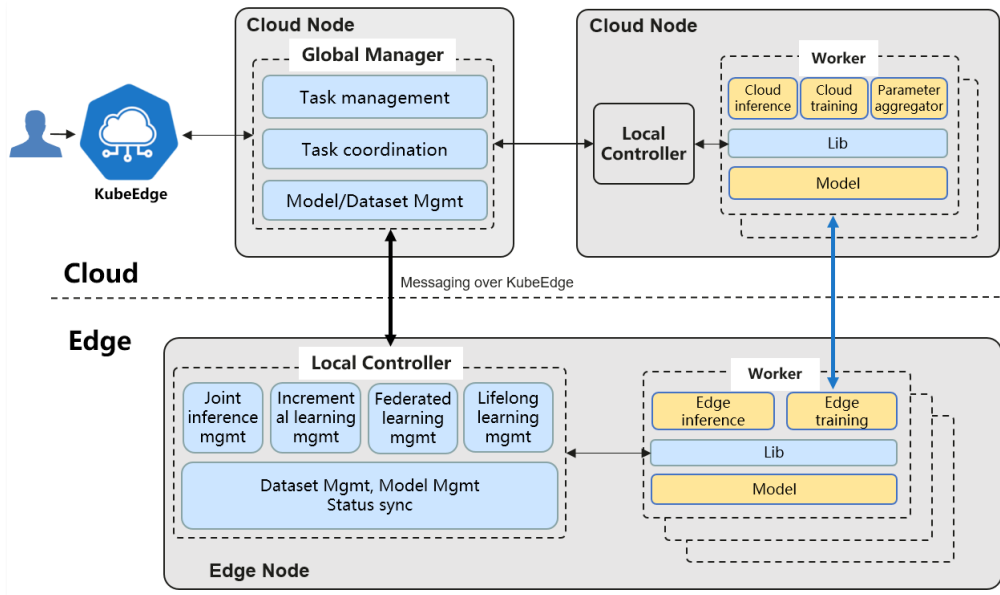 Cloud Node
Global Manager
Task management
Task coordination
Model/Dataset Mgmt
KubeEdge
Cloud Node
Worker
Cloud
inference
Cloud
training
Parameter
aggregator
Local
Controller
Lib
Model
Cloud
Messaging over KubeEdge
Edge
Local Controller
Joint
inference
mgmt
Increment
al learning
mgmt
Federated
learning
mgmt
Lifelong
learning
mgmt
Dataset Mgmt, Model Mgmt
Status sync
Worker
Edge
inference
Edge
training
Lib
Model
Edge Node